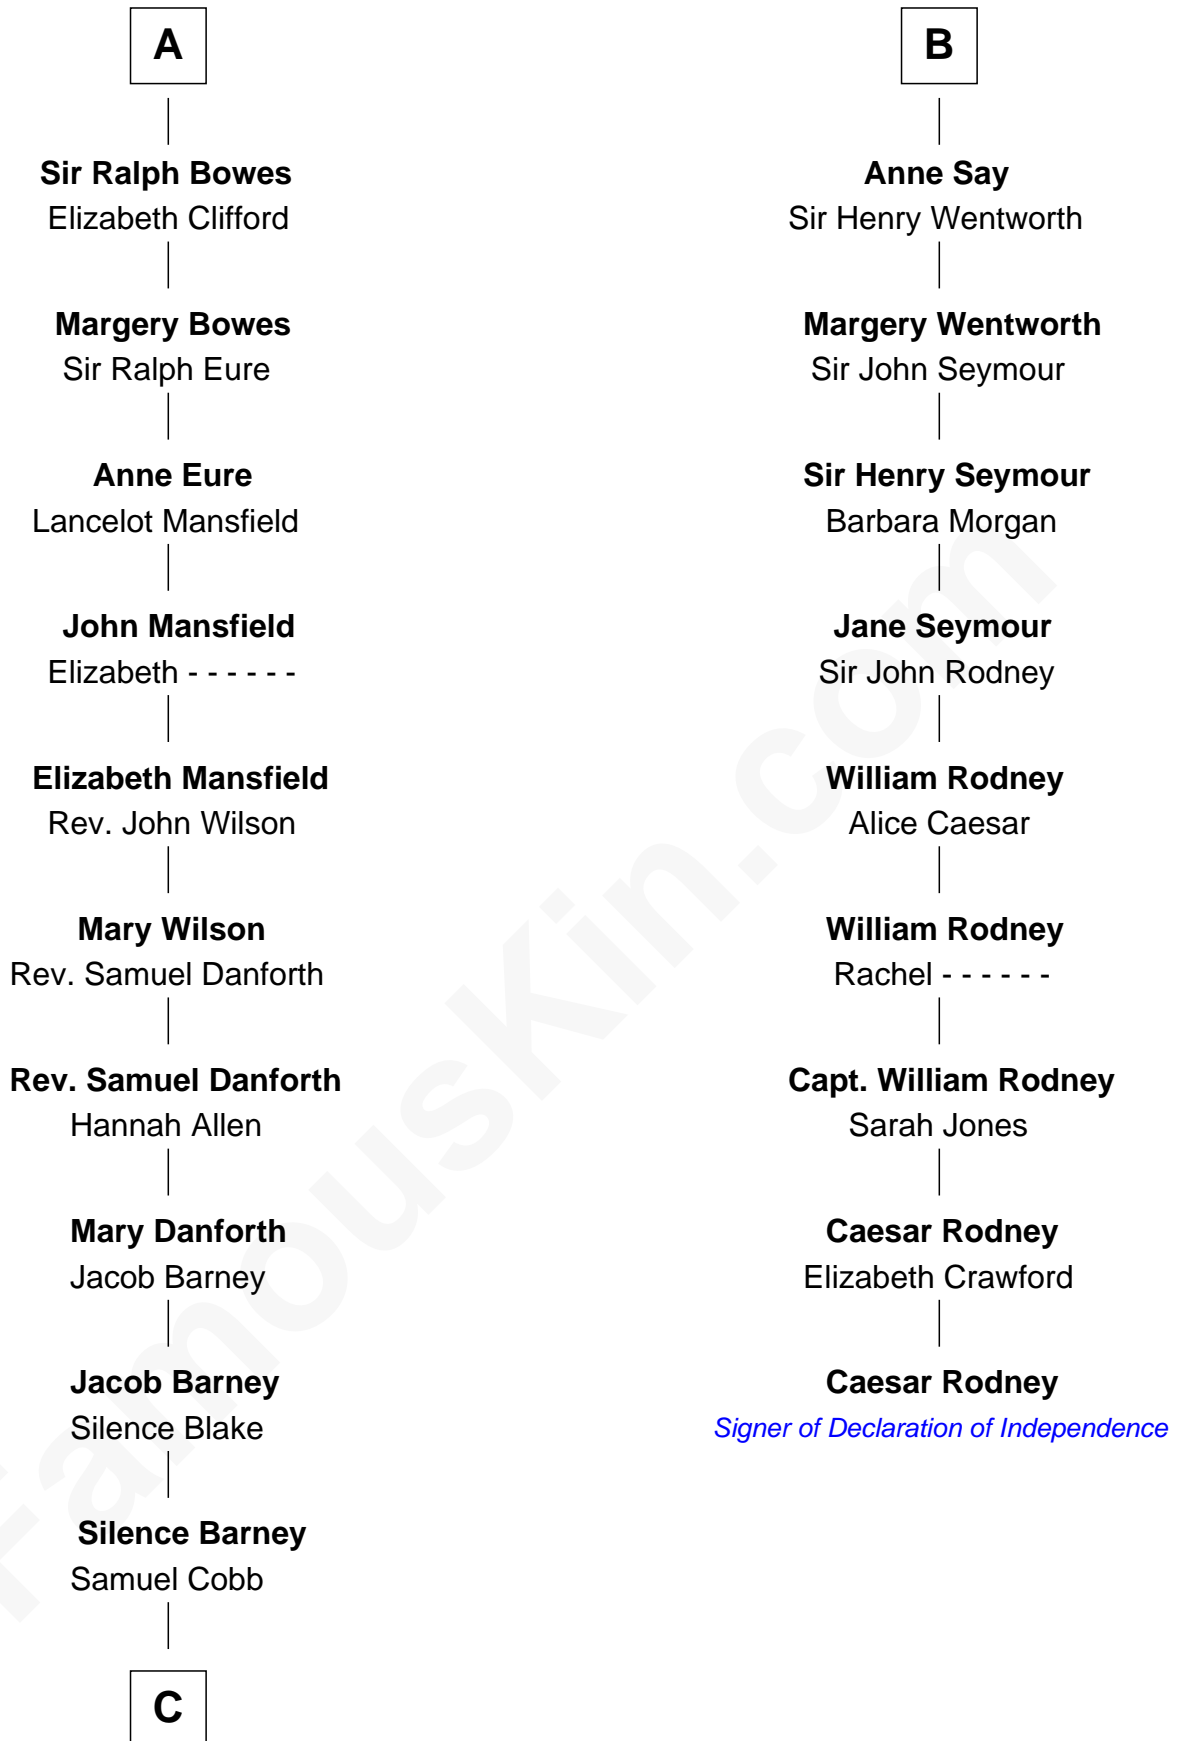 A
Sir Ralph Bowes
Elizabeth Clifford
Margery Bowes
Sir Ralph Eure
Anne Eure
Lancelot Mansfield
John Mansfield
Elizabeth - - - - - -
Elizabeth Mansfield
Rev. John Wilson
Mary Wilson
Rev. Samuel Danforth
Rev. Samuel Danforth
Hannah Allen
Mary Danforth
Jacob Barney
Jacob Barney
Silence Blake
Silence Barney
Samuel Cobb
C
B
Anne Say
Sir Henry Wentworth
Margery Wentworth
Sir John Seymour
Sir Henry Seymour
Barbara Morgan
Jane Seymour
Sir John Rodney
William Rodney
Alice Caesar
William Rodney
Rachel - - - - - -
Capt. William Rodney
Sarah Jones
Caesar Rodney
Elizabeth Crawford
Caesar Rodney
Signer of Declaration of Independence
FamousKin.com